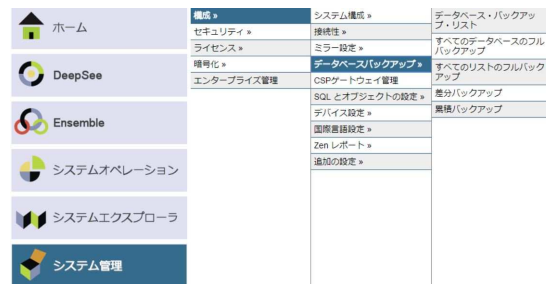 ホーム
DeepSee
Ensemble
システムオペレーション
システムエクスプローラ
システム管理
構成 »
セキュリティ »
ライセンス »
暗号化 »
エンタープライズ管理
システム構成 »
接続性 »
ミラー設定 »
データベースバックアップ »
CSPゲートウェイ管理
SQL とオブジェクトの設定 »
デバイス設定 »
国際言語設定 »
Zen レポート »
追加の設定 »
データベース・バックアッ
プ・リスト
すべてのデータベースのフル
バックアップ
すべてのリストのフルバック
アップ
差分バックアップ
累積バックアップ